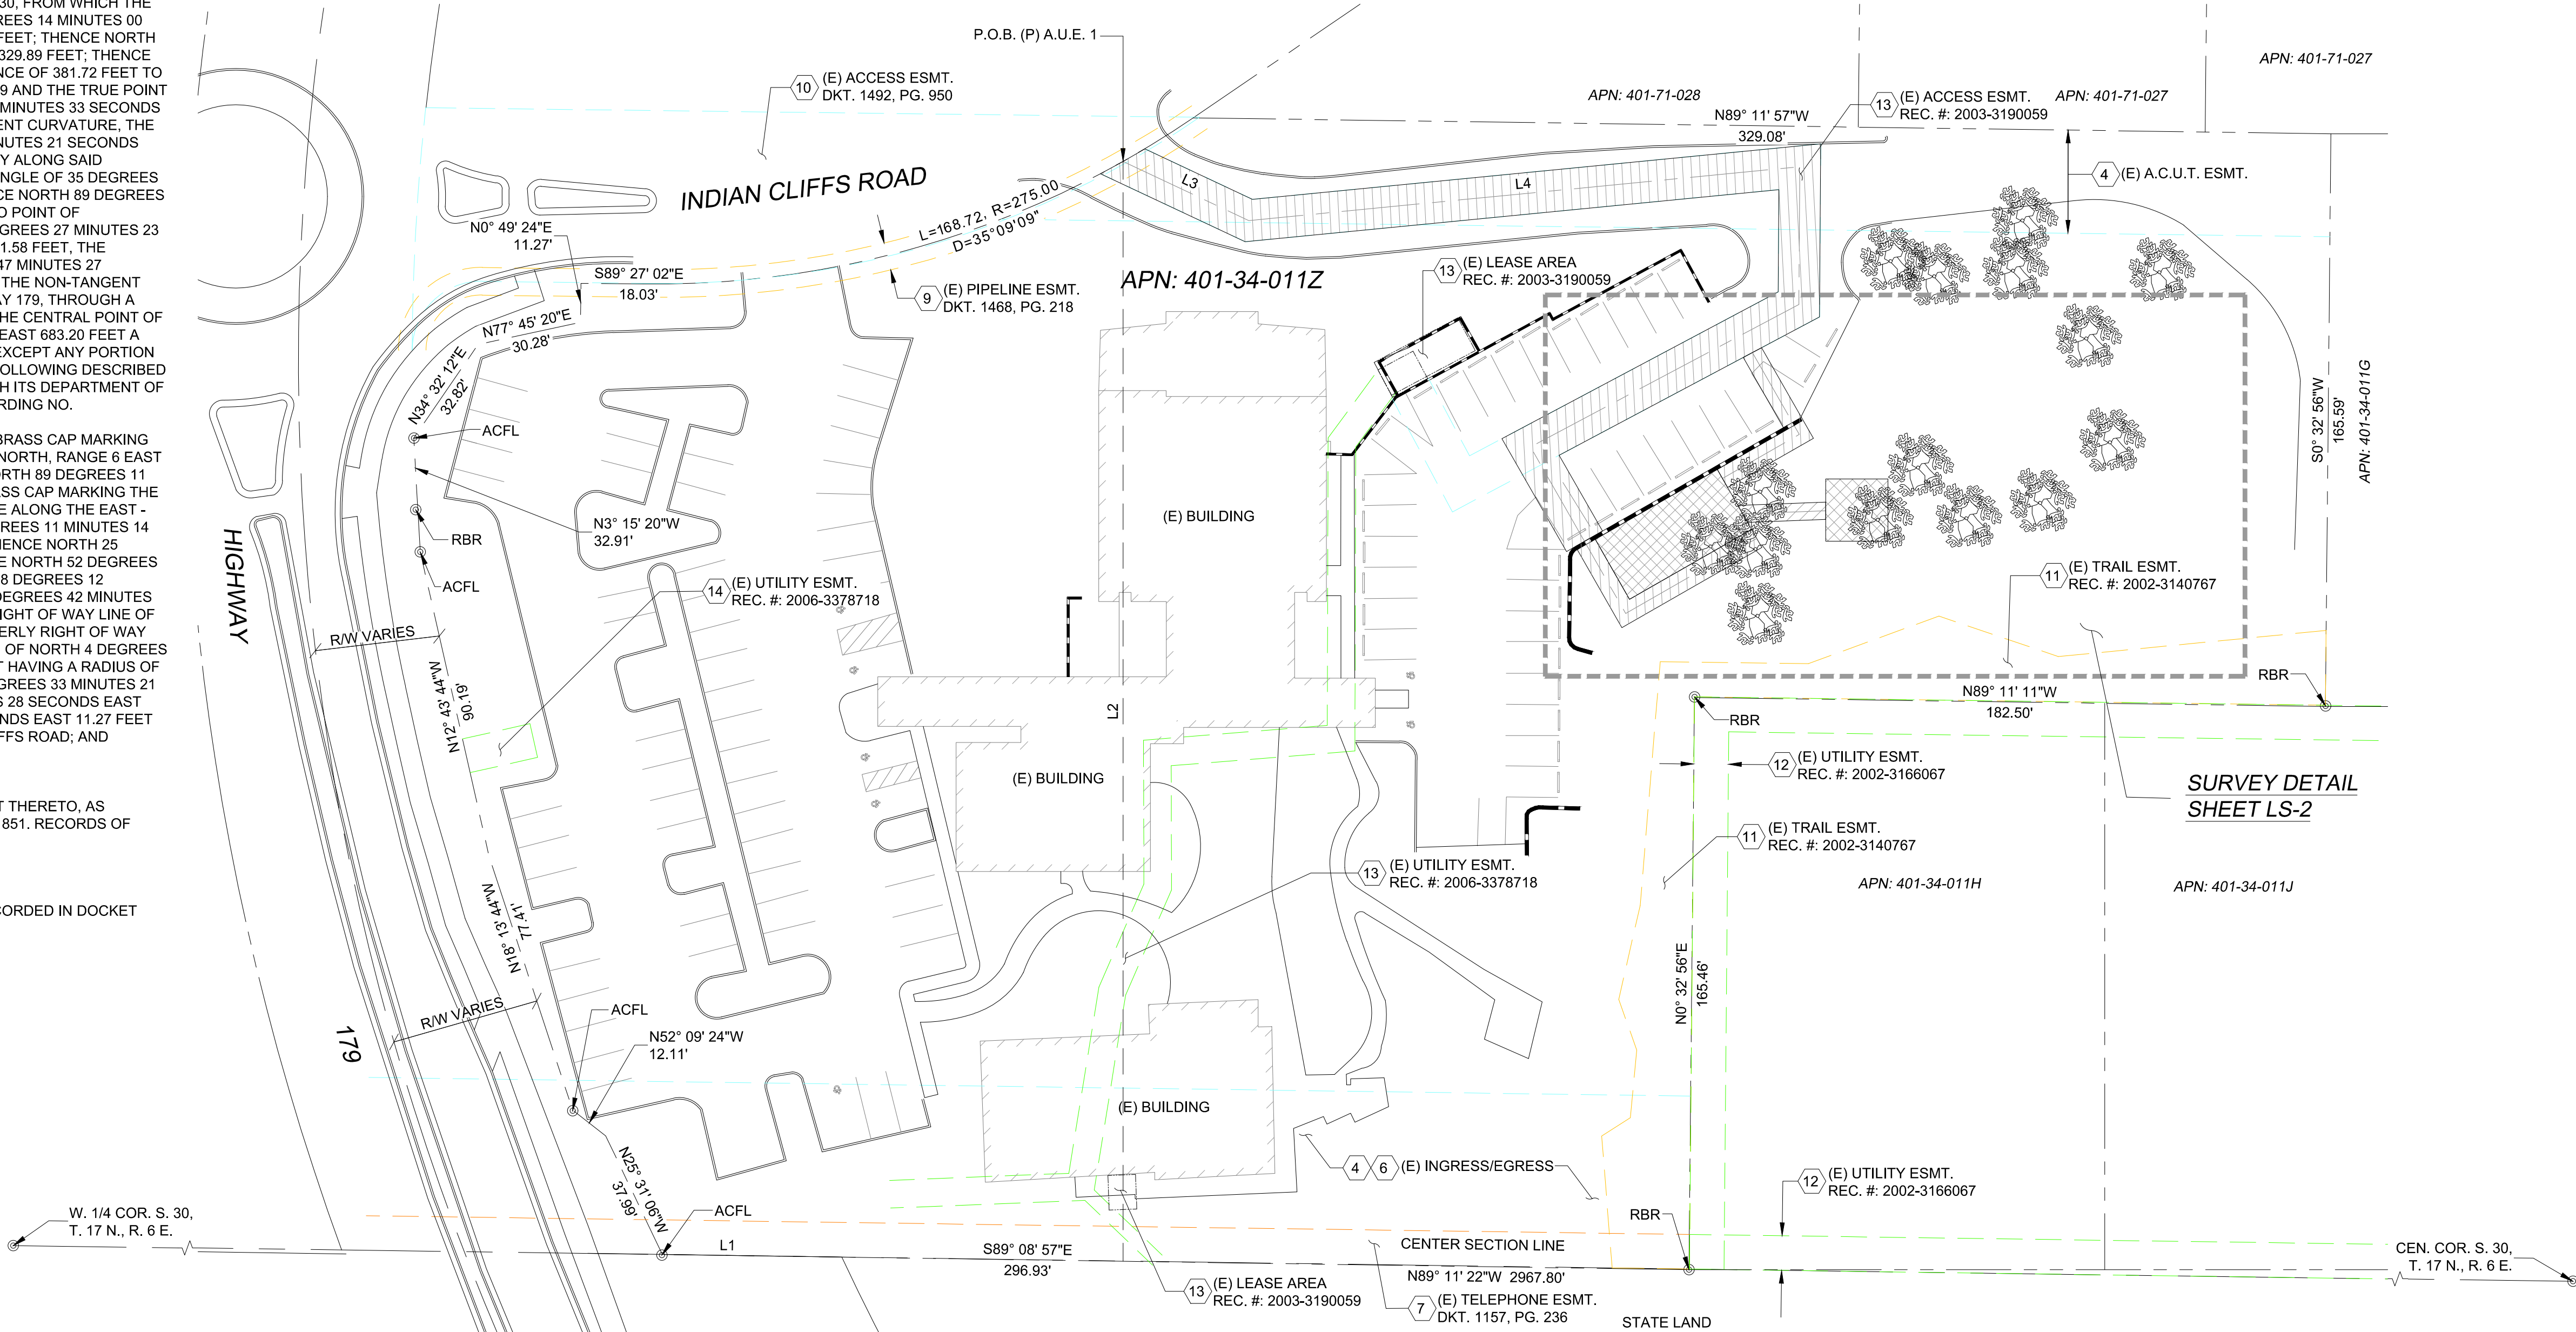 30, FROM WHICH THE
REES 14 MINUTES 00
FEET; THENCE NORTH
329.89 FEET; THENCE
NCE OF 381.72 FEET TO
9 AND THE TRUE POINT
MINUTES 33 SECONDS
ENT CURVATURE, THE
NUTES 21 SECONDS
Y ALONG SAID
ANGLE OF 35 DEGREES
CE NORTH 89 DEGREES
O POINT OF
GREES 27 MINUTES 23
1.58 FEET, THE
47 MINUTES 27
THE NON-TANGENT
AY 179, THROUGH A
THE CENTRAL POINT OF
EAST 683.20 FEET A
EXCEPT ANY PORTION
OLLOWING DESCRIBED
H ITS DEPARTMENT OF
RDING NO.
BRASS CAP MARKING
NORTH, RANGE 6 EAST
ORTH 89 DEGREES 11
ASS CAP MARKING THE
E ALONG THE EAST -
REES 11 MINUTES 14
HENCE NORTH 25
E NORTH 52 DEGREES
8 DEGREES 12
DEGREES 42 MINUTES
IGHT OF WAY LINE OF
ERLY RIGHT OF WAY
OF NORTH 4 DEGREES
T HAVING A RADIUS OF
GREES 33 MINUTES 21
S 28 SECONDS EAST
NDS EAST 11.27 FEET
FFS ROAD; AND
T THERETO, AS
851. RECORDS OF
CORDED IN DOCKET
P.O.B. (P) A.U.E. 1
10 (E) ACCESS ESMT.
DKT. 1492, PG. 950
INDIAN CLIFFS ROAD
N0° 49' 24"E
11.27'
S89° 27' 02"E
18.03'
L=168.72, R=275.00
D=35°09'09"
9 (E) PIPELINE ESMT.
DKT. 1468, PG. 218
N77° 45' 20"E
30.28'
N34° 32' 12"E
32.82'
ACFL
RBR
ACFL
N3° 15' 20"W
32.91'
14 (E) UTILITY ESMT.
REC. #: 2006-3378718
HIGHWAY
179
R/W VARIES
N12° 43' 44"W
90.19'
N18° 13' 44"W
77.41'
R/W VARIES
ACFL
N52° 09' 24"W
12.11'
N25° 31' 06"W
37.99'
ACFL
W. 1/4 COR. S. 30,
T. 17 N., R. 6 E.
L1
S89° 08' 57"E
296.93'
L3
L4
APN: 401-34-011Z
13 (E) LEASE AREA
REC. #: 2003-3190059
APN: 401-71-028
N89° 11' 57"W
329.08'
13 (E) ACCESS ESMT.
REC. #: 2003-3190059
APN: 401-71-027
APN: 401-71-027
4 (E) A.C.U.T. ESMT.
S0° 32' 56"W
165.59'
APN: 401-34-011G
(E) BUILDING
L2
(E) BUILDING
(E) BUILDING
13 (E) UTILITY ESMT.
REC. #: 2006-3378718
11 (E) TRAIL ESMT.
REC. #: 2002-3140767
RBR
N89° 11' 11"W
182.50'
RBR
12 (E) UTILITY ESMT.
REC. #: 2002-3166067
SURVEY DETAIL
SHEET LS-2
11 (E) TRAIL ESMT.
REC. #: 2002-3140767
APN: 401-34-011H
APN: 401-34-011J
N0° 32' 56"E
165.46'
4 6 (E) INGRESS/EGRESS
12 (E) UTILITY ESMT.
REC. #: 2002-3166067
RBR
CENTER SECTION LINE
N89° 11' 22"W 2967.80'
CEN. COR. S. 30,
T. 17 N., R. 6 E.
13 (E) LEASE AREA
REC. #: 2003-3190059
7 (E) TELEPHONE ESMT.
DKT. 1157, PG. 236
STATE LAND